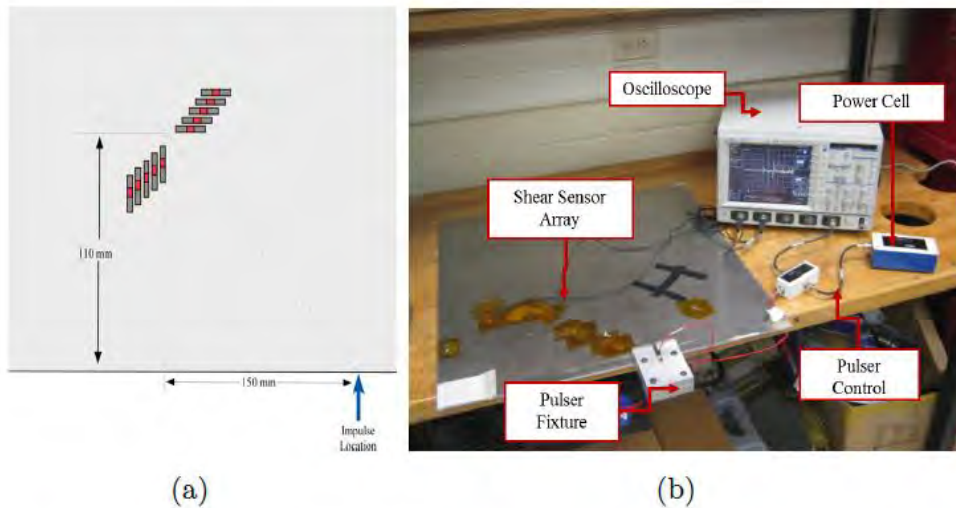 110 mm
150 mm
Impulse
Location
(a)
Oscilloscope
Power Cell
Shear Sensor
Array
Pulser
Fixture
Pulser
Control
(b)